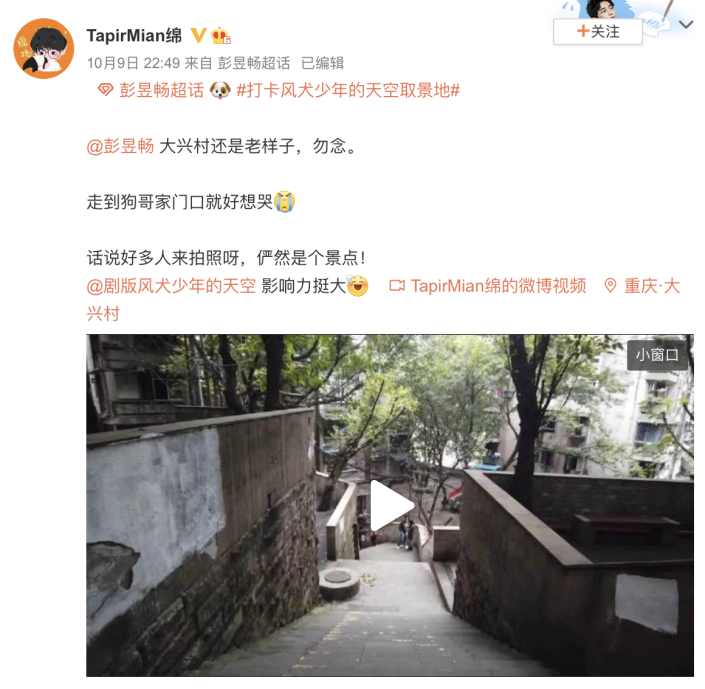 TapirMian绵
+关注
10月9日 22:49 来自 彭昱畅超话 已编辑
彭昱畅超话 #打卡风犬少年的天空取景地#
@彭昱畅 大兴村还是老样子，勿念。
走到狗哥家门口就好想哭
话说好多人来拍照呀，俨然是个景点！
@剧版风犬少年的天空 影响力挺大 TapirMian绵的微博视频 重庆·大
兴村
小窗口